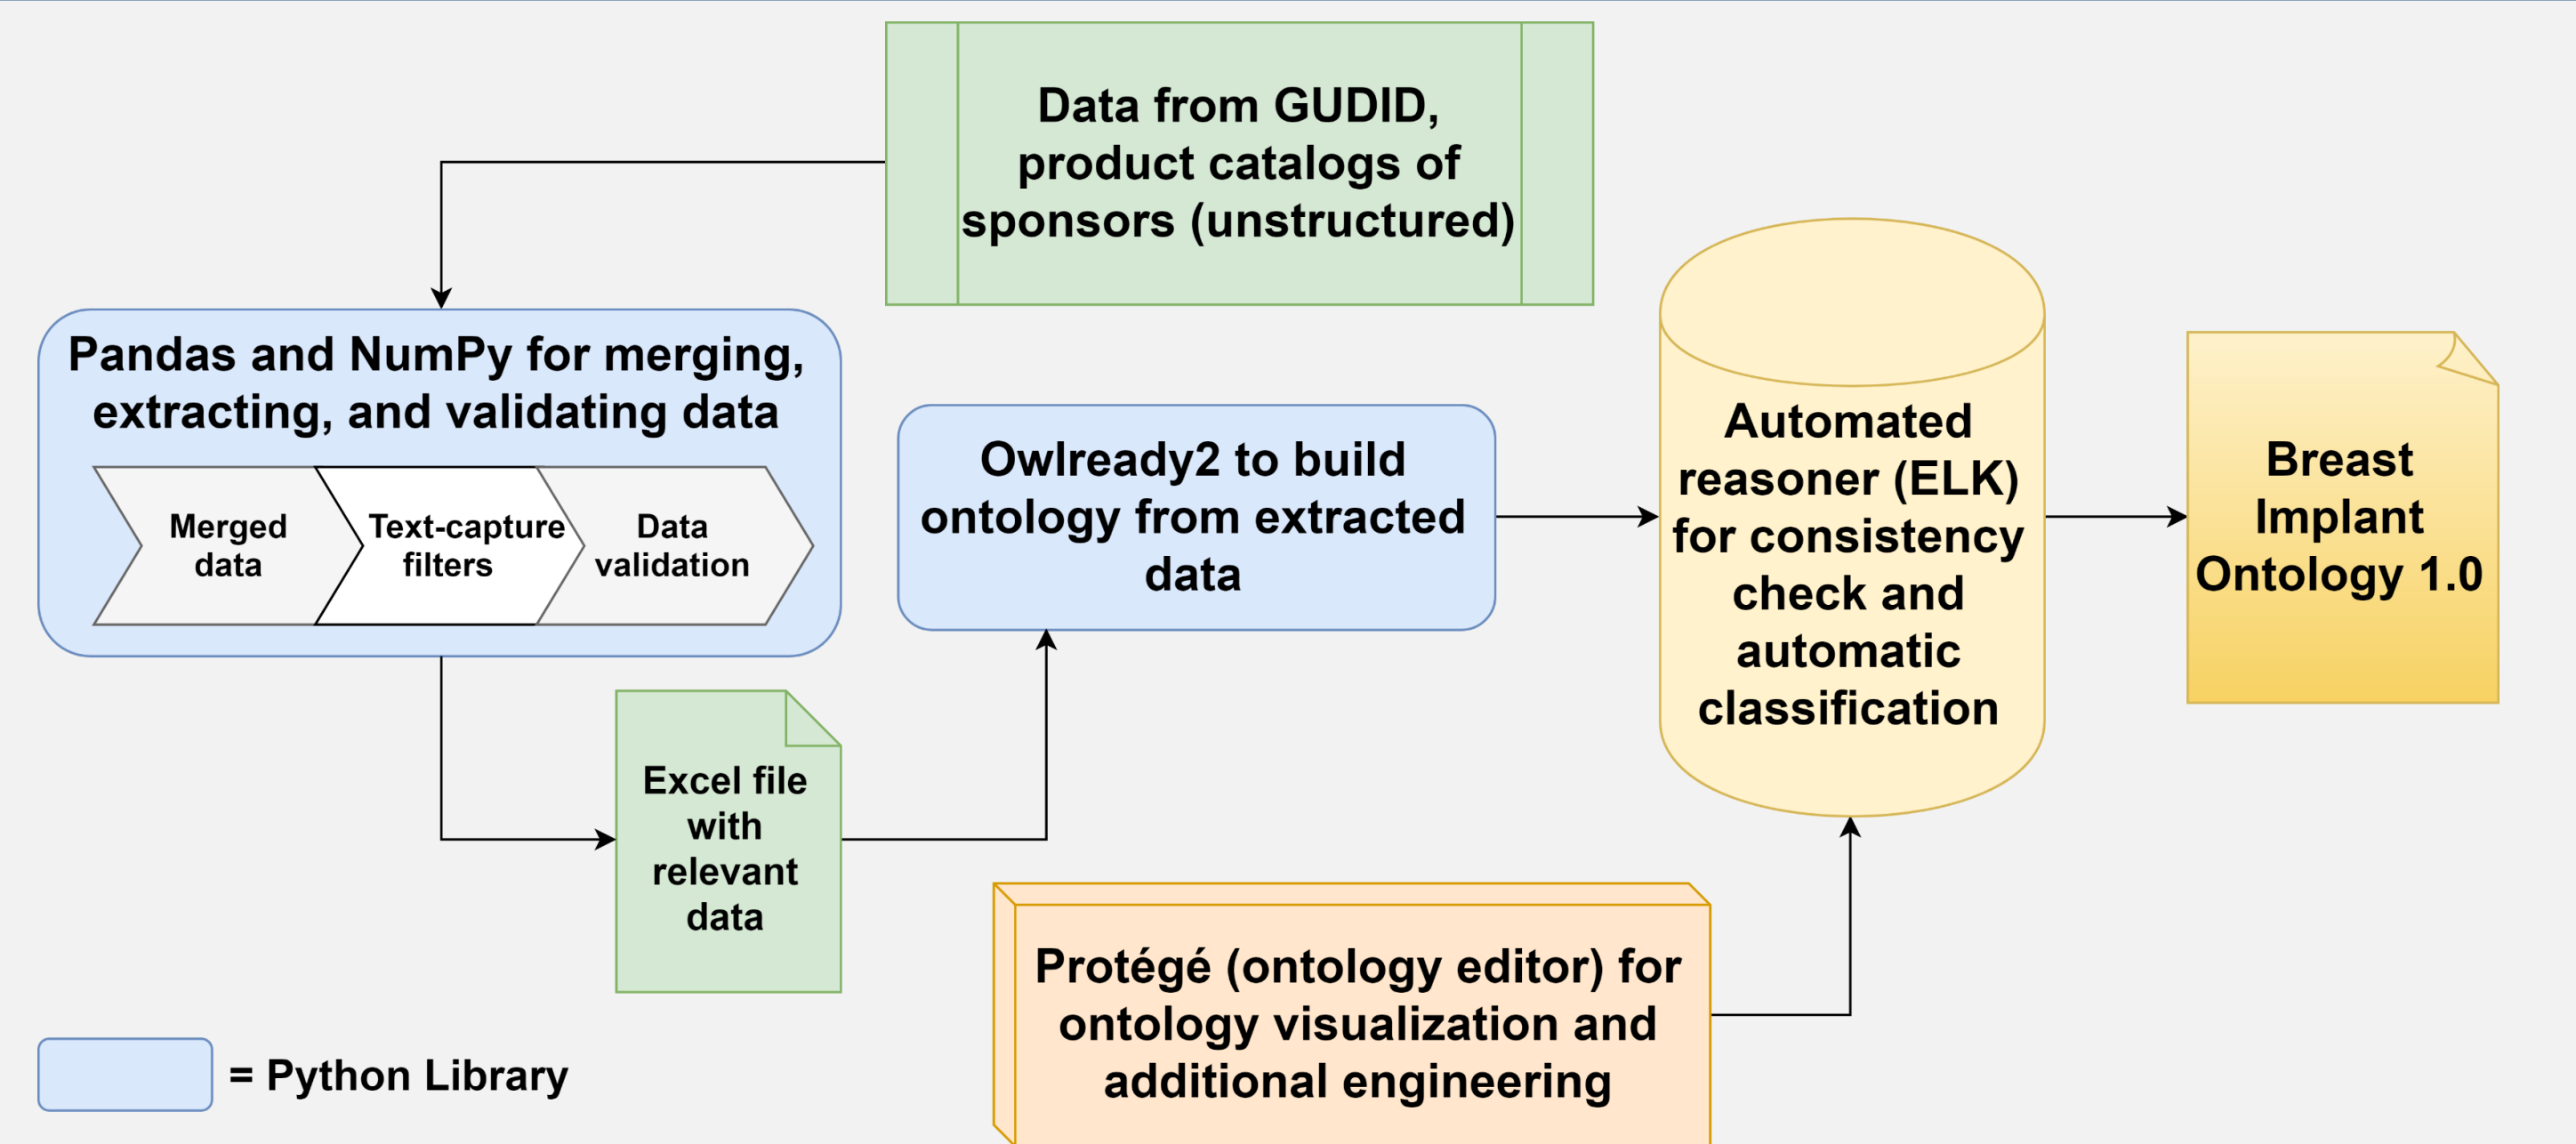 Data from GUDID,
product catalogs of
sponsors (unstructured)
Pandas and NumPy for merging,
extracting, and validating data
Merged
data
Text-capture
filters
Data
validation
Excel file
with
relevant
data
Owlready2 to build
ontology from extracted
data
Automated
reasoner (ELK)
for consistency
check and
automatic
classification
Breast
Implant
Ontology 1.0
Protégé (ontology editor) for
ontology visualization and
additional engineering
= Python Library